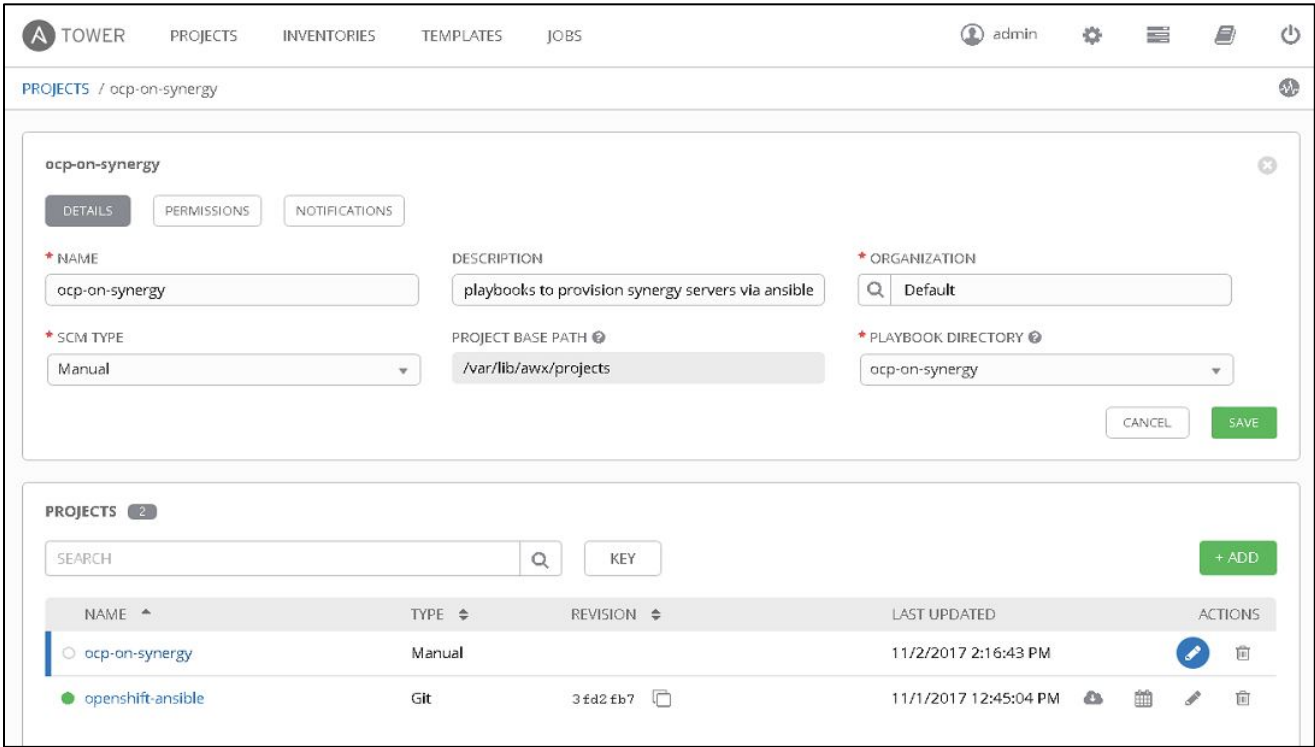 A TOWER PROJECTS INVENTORIES TEMPLATES JOBS admin
PROJECTS / ocp-on-synergy
ocp-on-synergy
DETAILS PERMISSIONS NOTIFICATIONS
* NAME DESCRIPTION * ORGANIZATION
ocp-on-synergy playbooks to provision synergy servers via ansible Default
* SCM TYPE PROJECT BASE PATH ? * PLAYBOOK DIRECTORY ?
Manual /var/lib/awx/projects ocp-on-synergy
CANCEL SAVE
PROJECTS 2
SEARCH KEY + ADD
NAME TYPE REVISION LAST UPDATED ACTIONS
ocp-on-synergy Manual 11/2/2017 2:16:43 PM
openshift-ansible Git 3fd2fb7 11/1/2017 12:45:04 PM